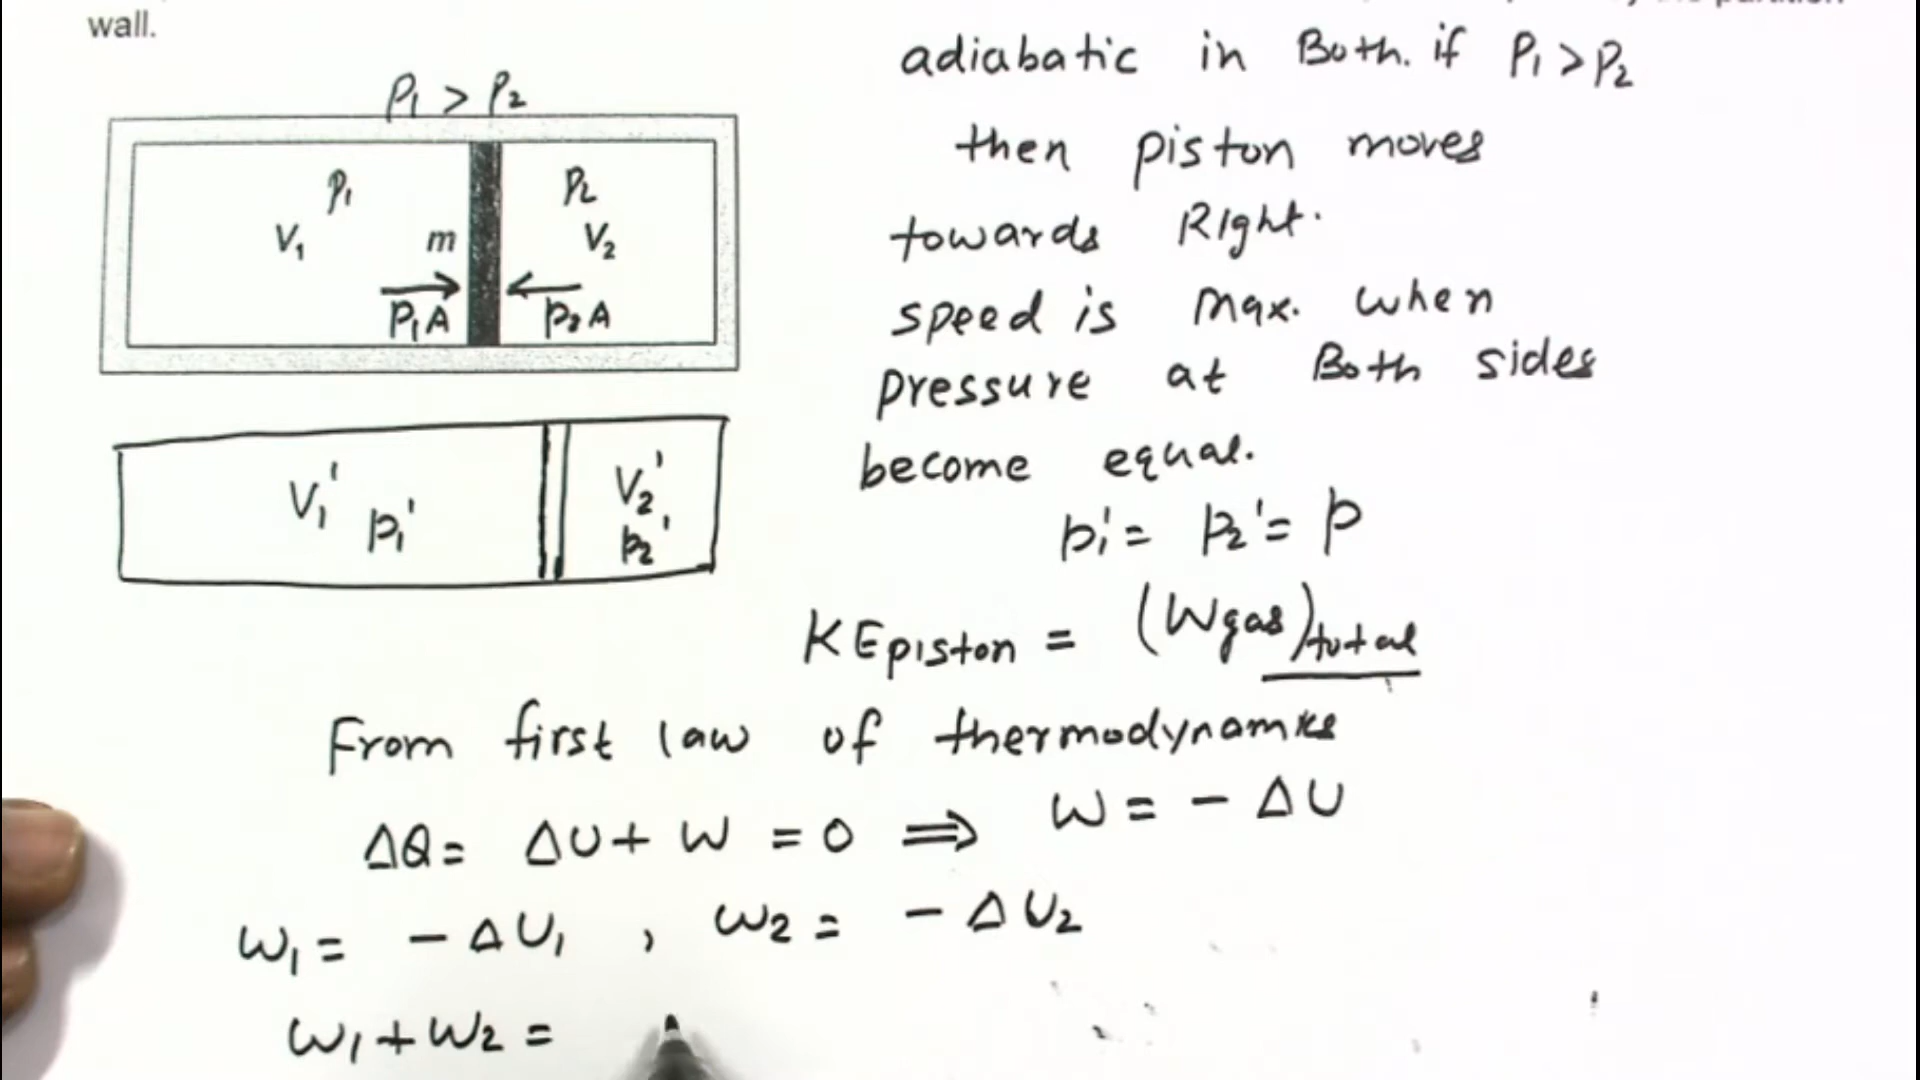 partition
wall.
P₁ > P₂
P₁ P₂
V₁ m V₂
P₁A P₂A
V₁' V₂'
p₁' p₂'
adiabatic in Both. if P₁ > P₂
then piston moves
towards Right.
speed is max. when
pressure at Both sides
become equal.
p₁' = p₂' = p
KEpiston = (Wgas)total
From first law of thermodynamics
ΔQ = ΔU + W = 0 ⇒ W = - ΔU
W₁ = - ΔU₁ , W₂ = - ΔU₂
W₁ + W₂ =